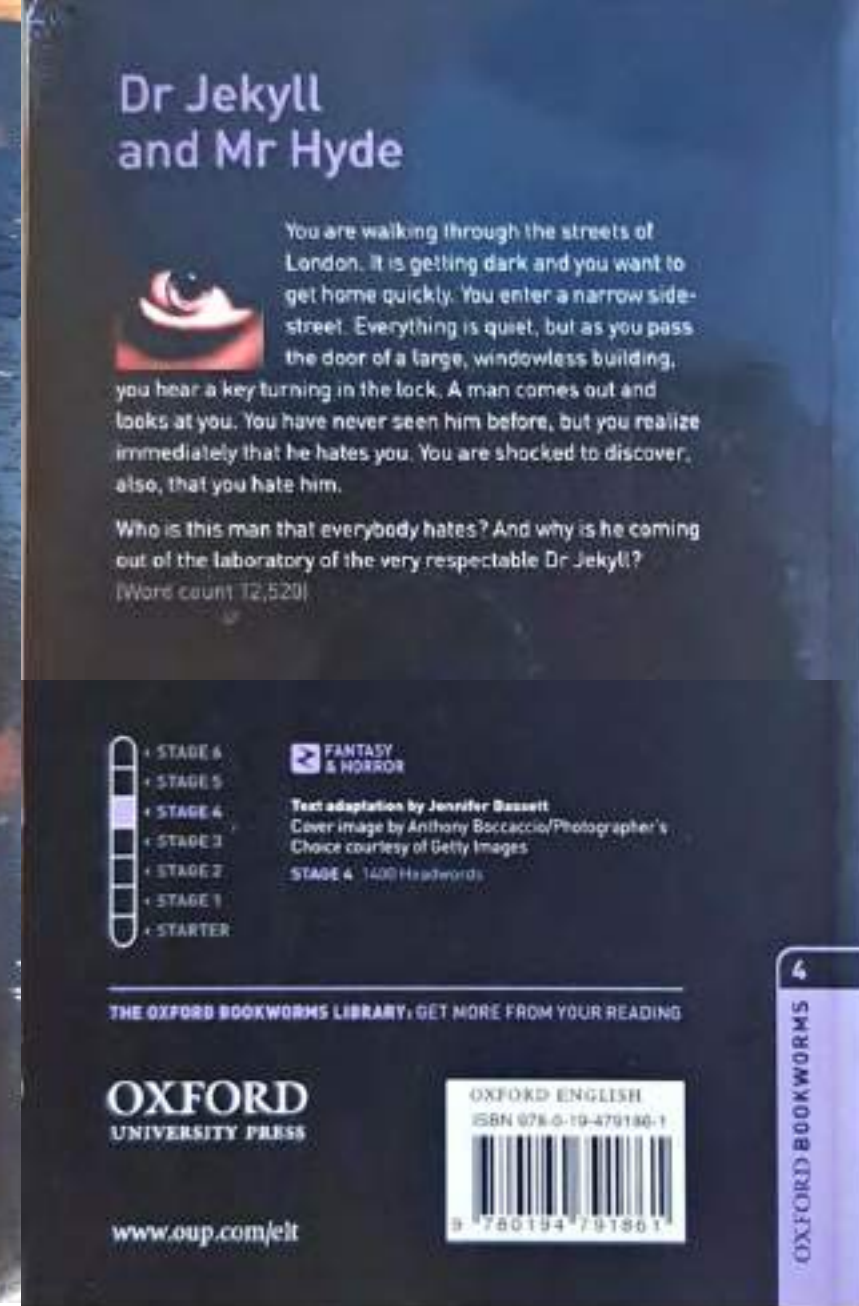 Dr Jekyll
and Mr Hyde
You are walking through the streets of
London. It is getting dark and you want to
get home quickly. You enter a narrow side-
street. Everything is quiet, but as you pass
the door of a large, windowless building,
you hear a key turning in the lock. A man comes out and
looks at you. You have never seen him before, but you realize
immediately that he hates you. You are shocked to discover,
also, that you hate him.
Who is this man that everybody hates? And why is he coming
out of the laboratory of the very respectable Dr Jekyll?
(Word count 12,520)
STAGE 6
STAGE 5
STAGE 4
STAGE 3
STAGE 2
STAGE 1
STARTER
FANTASY
& HORROR
Text adaptation by Jennifer Bassett
Cover image by Anthony Boccaccio/Photographer's
Choice courtesy of Getty Images
STAGE 4 1400 Headwords
THE OXFORD BOOKWORMS LIBRARY: GET MORE FROM YOUR READING
OXFORD
UNIVERSITY PRESS
www.oup.com/elt
OXFORD ENGLISH
ISBN 978-0-19-479186-1
9 780194 791861
4
OXFORD BOOKWORMS